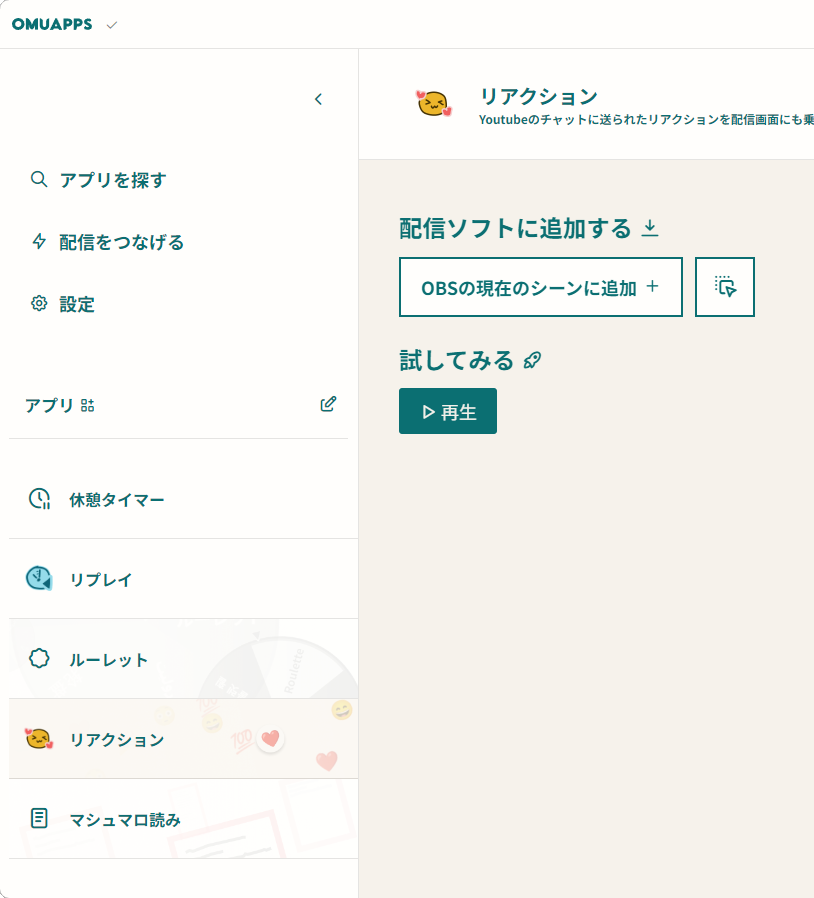 OMUAPPS
アプリを探す
配信をつなげる
設定
アプリ
休憩タイマー
リプレイ
ルーレット
Roulette
リアクション
100
マシュマロ読み
リアクション
Youtubeのチャットに送られたリアクションを配信画面にも乗
配信ソフトに追加する
OBSの現在のシーンに追加
試してみる
再生